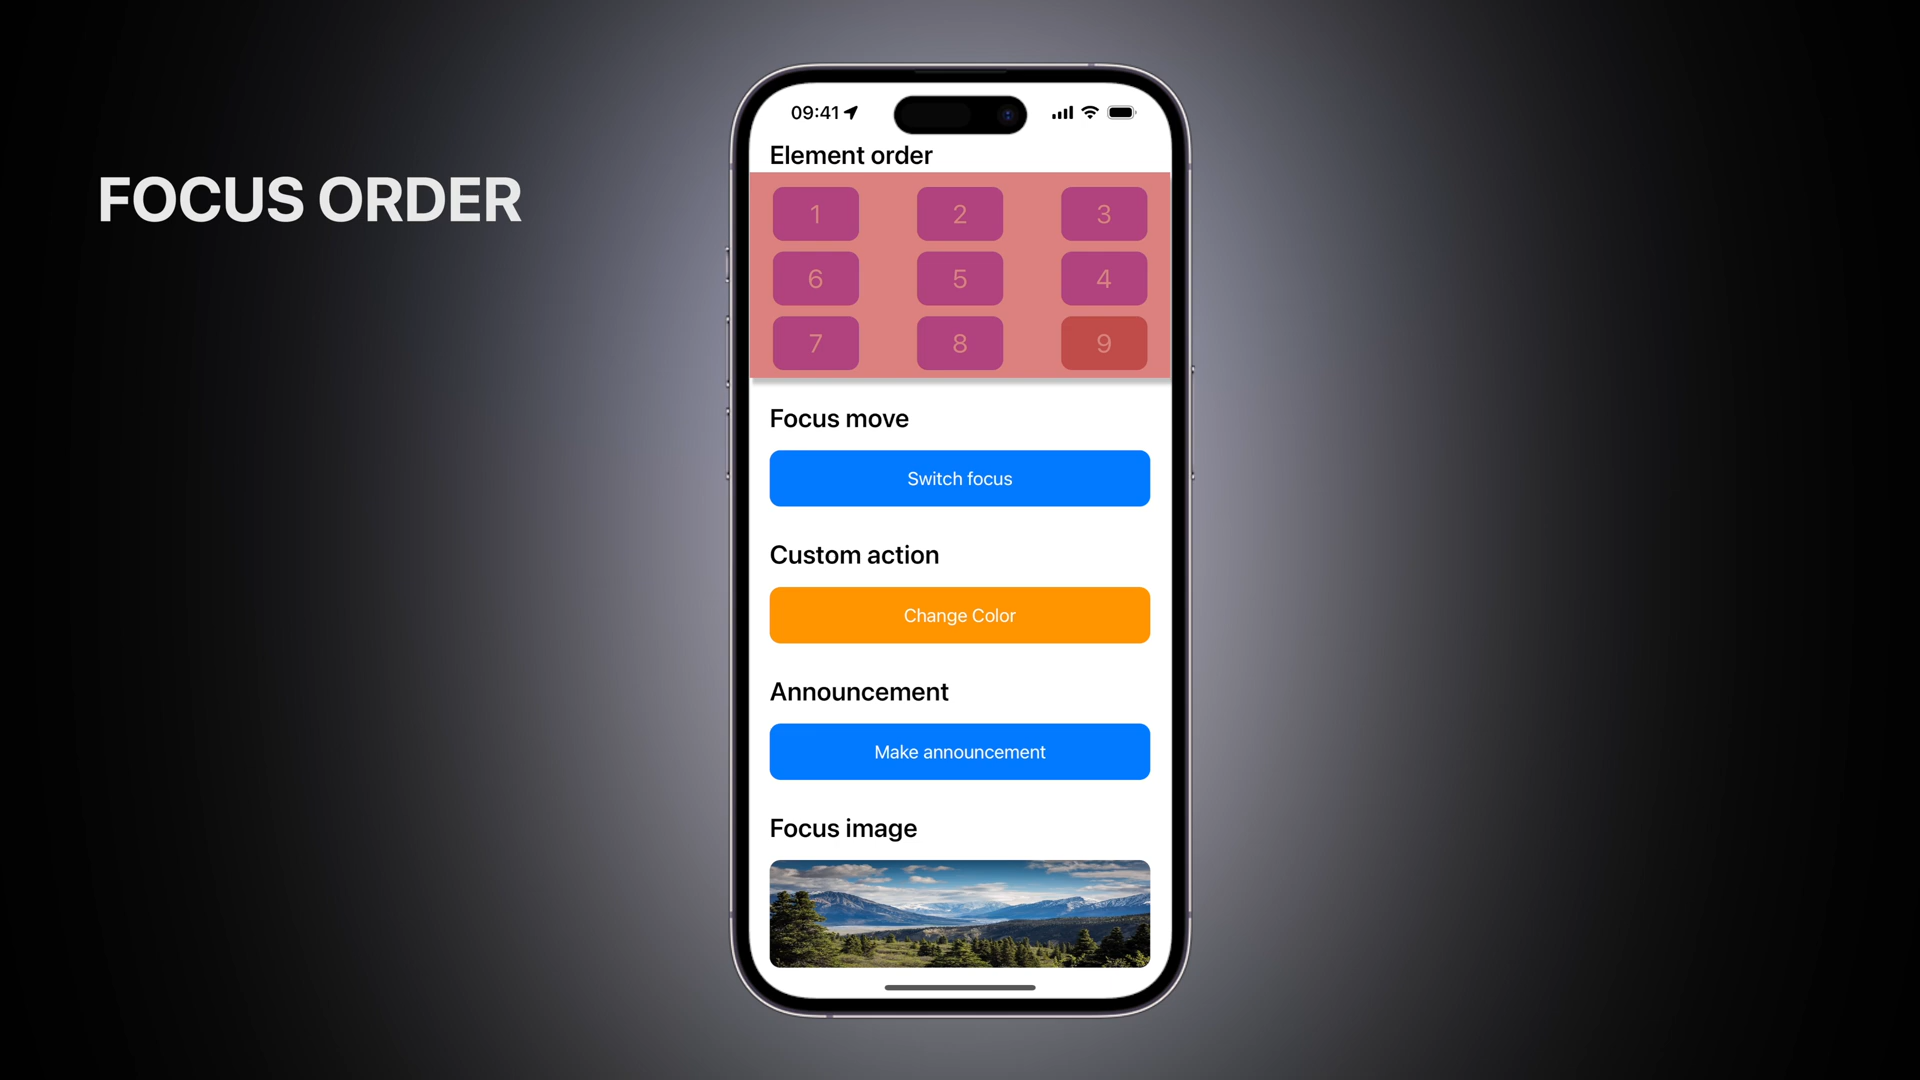 FOCUS ORDER
09:41
Element order
1 2 3
6 5 4
7 8 9
Focus move
Switch focus
Custom action
Change Color
Announcement
Make announcement
Focus image